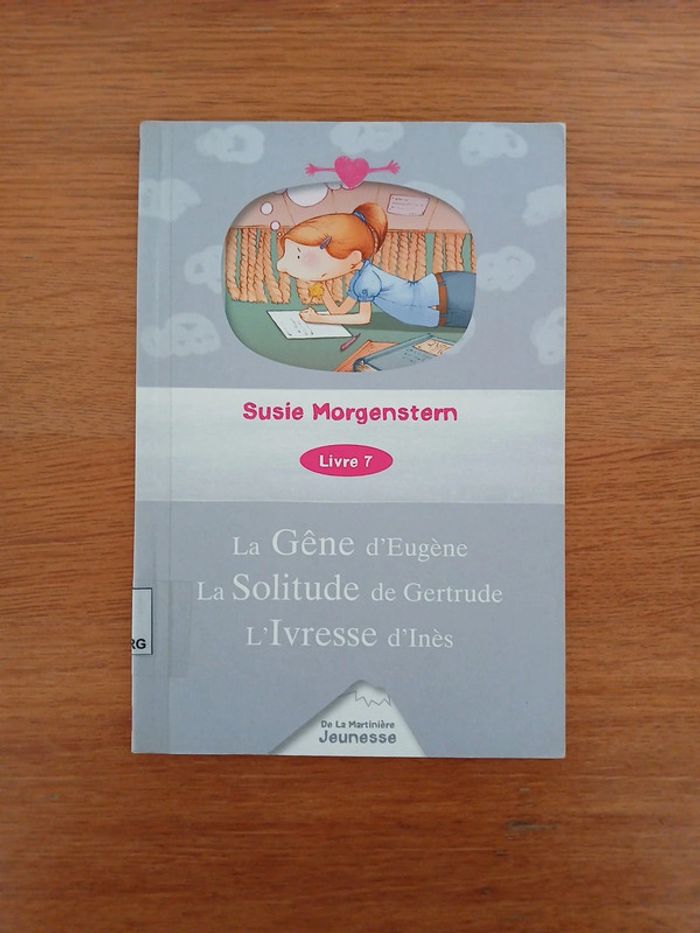 Susie Morgenstern
Livre 7
La Gêne d'Eugène
La Solitude de Gertrude
L'Ivresse d'Inès
RG
De La Martinière
Jeunesse